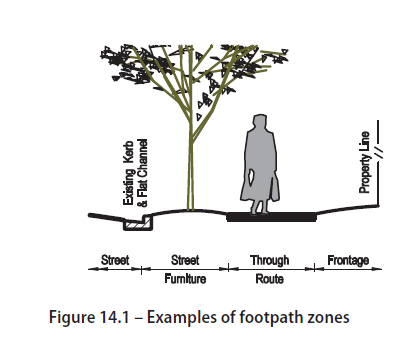 Existing Kerb
& Flat Channel
Property Line
Street
Street
Furniture
Through
Route
Frontage
Figure 14.1 – Examples of footpath zones